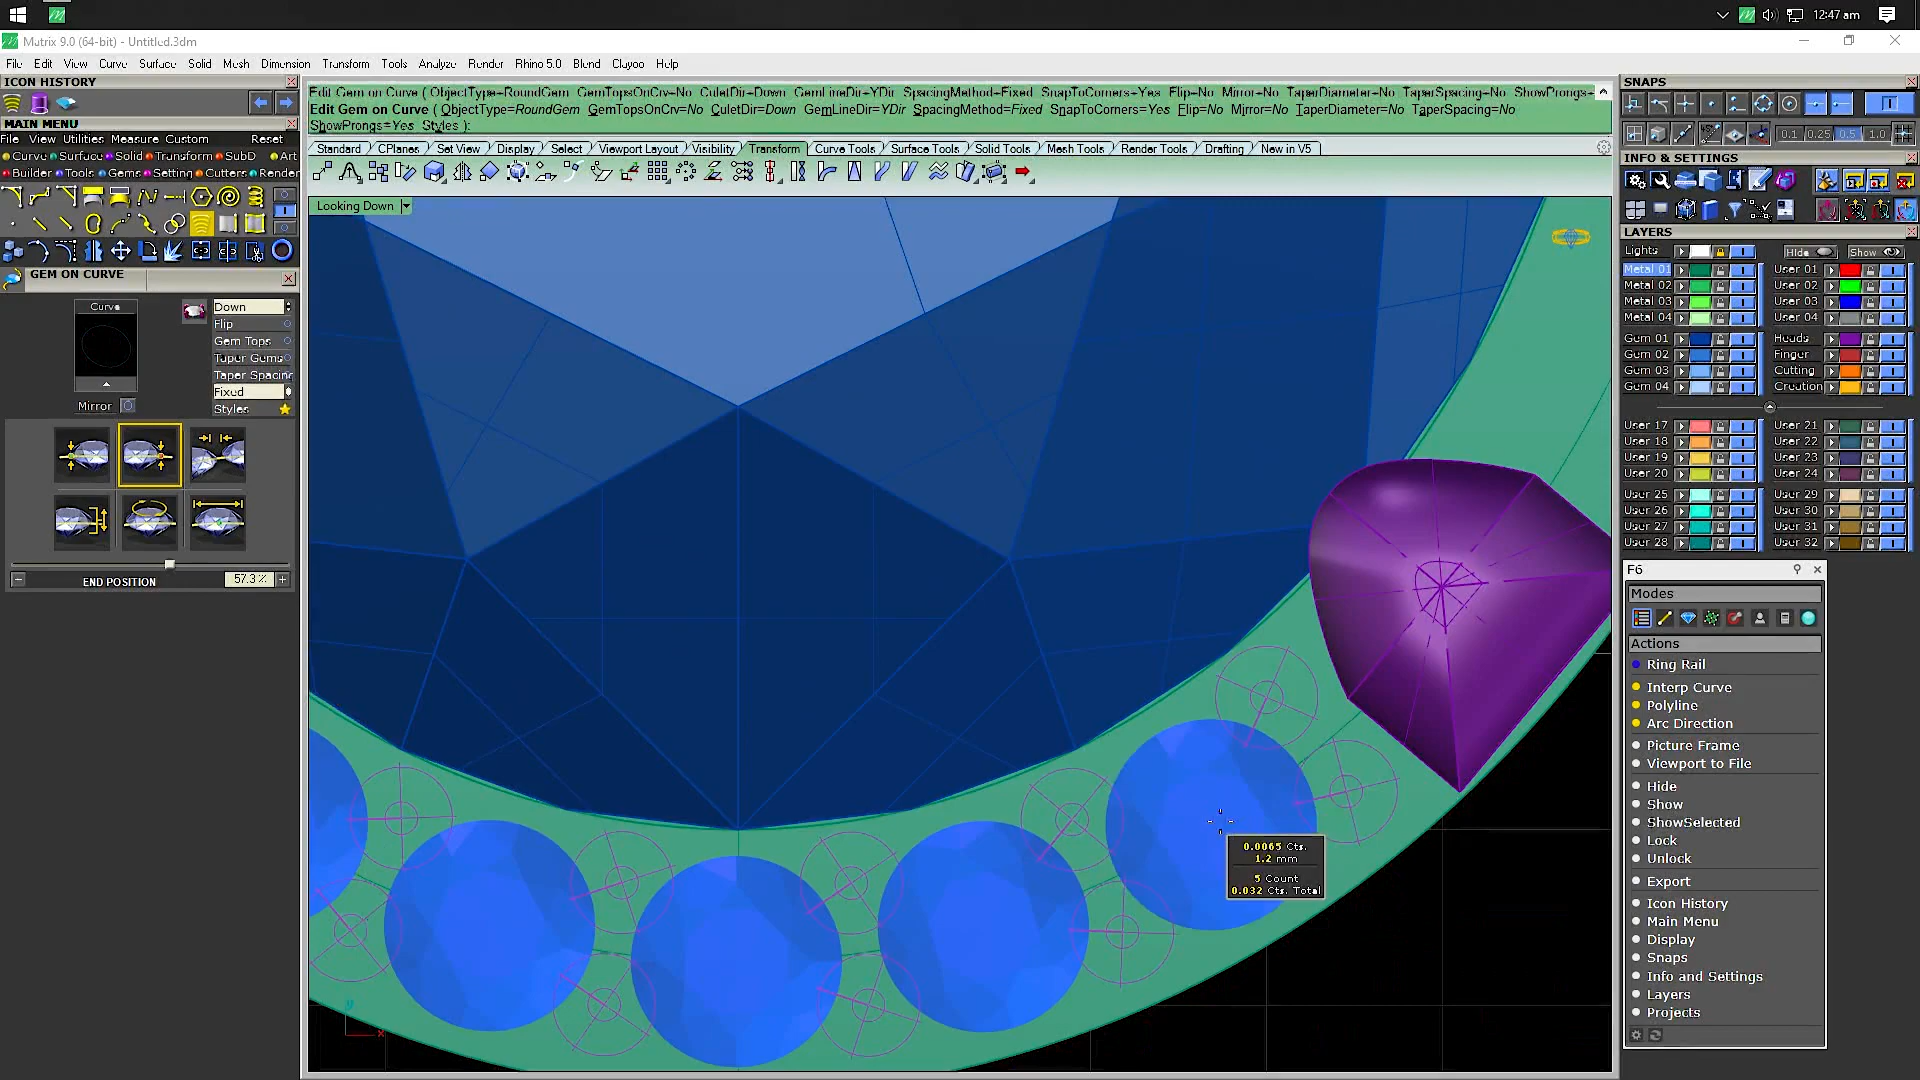 12:47 am
Matrix 9.0 (64-bit) - Untitled.3dm
File Edit View Curve Surface Solid Mesh Dimension Transform Tools Analyze Render Rhino 5.0 Blend Clayoo Help
ICON HISTORY
MAIN MENU
File View Utilities Measure Custom Reset
Curve Surface Solid Transform SubD Art
Builder Tools Gems Setting Cutters Render
GEM ON CURVE
Curve
Down
Flip
Gem Tops
Taper Gems
Taper Spacing
Fixed
Mirror
Styles
END POSITION 57.3 %
Edit Gem on Curve ( ObjectType=RoundGem GemTopsOnCrv=No CuletDir=Down GemLineDir=YDir SpacingMethod=Fixed SnapToCorners=Yes Flip=No Mirror=No TaperDiameter=No TaperSpacing=No ShowProngs=
Edit Gem on Curve ( ObjectType=RoundGem GemTopsOnCrv=No CuletDir=Down GemLineDir=YDir SpacingMethod=Fixed SnapToCorners=Yes Flip=No Mirror=No TaperDiameter=No TaperSpacing=No
ShowProngs=Yes Styles ):
Standard CPlanes Set View Display Select Viewport Layout Visibility Transform Curve Tools Surface Tools Solid Tools Mesh Tools Render Tools Drafting New in V5
Looking Down
0.0065 Cts.
1.2 mm
5 Count
0.032 Cts. Total
y
x
SNAPS
0.1 0.25 0.5 1.0
INFO & SETTINGS
LAYERS
Lights Hide Show
Metal 01 User 01
Metal 02 User 02
Metal 03 User 03
Metal 04 User 04
Gem 01 Heads
Gem 02 Finger
Gem 03 Cutting
Gem 04 Creation
User 17 User 21
User 18 User 22
User 19 User 23
User 20 User 24
User 25 User 29
User 26 User 30
User 27 User 31
User 28 User 32
F6
Modes
Actions
Ring Rail
Interp Curve
Polyline
Arc Direction
Picture Frame
Viewport to File
Hide
Show
ShowSelected
Lock
Unlock
Export
Icon History
Main Menu
Display
Snaps
Info and Settings
Layers
Projects